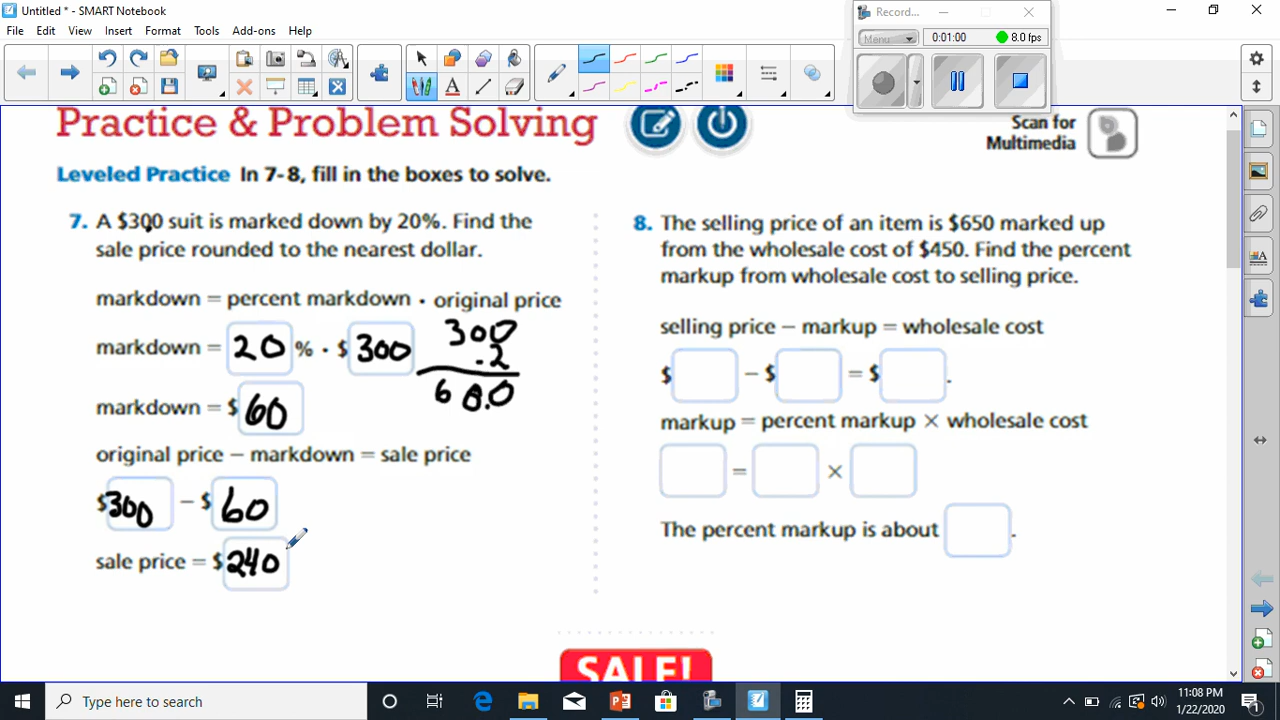 Untitled * - SMART Notebook
File Edit View Insert Format Tools Add-ons Help
Record...
Menu 0:01:00 8.0 fps
Practice & Problem Solving
Scan for
Multimedia
Leveled Practice In 7-8, fill in the boxes to solve.
7. A $300 suit is marked down by 20%. Find the
sale price rounded to the nearest dollar.
markdown = percent markdown · original price
markdown = 20 % · $ 300
300
.2
60.0
markdown = $ 60
original price – markdown = sale price
$300 – $ 60
sale price = $ 240
8. The selling price of an item is $650 marked up
from the wholesale cost of $450. Find the percent
markup from wholesale cost to selling price.
selling price – markup = wholesale cost
$ – $ = $ .
markup = percent markup × wholesale cost
= ×
The percent markup is about .
SALE!
Type here to search
11:08 PM
1/22/2020